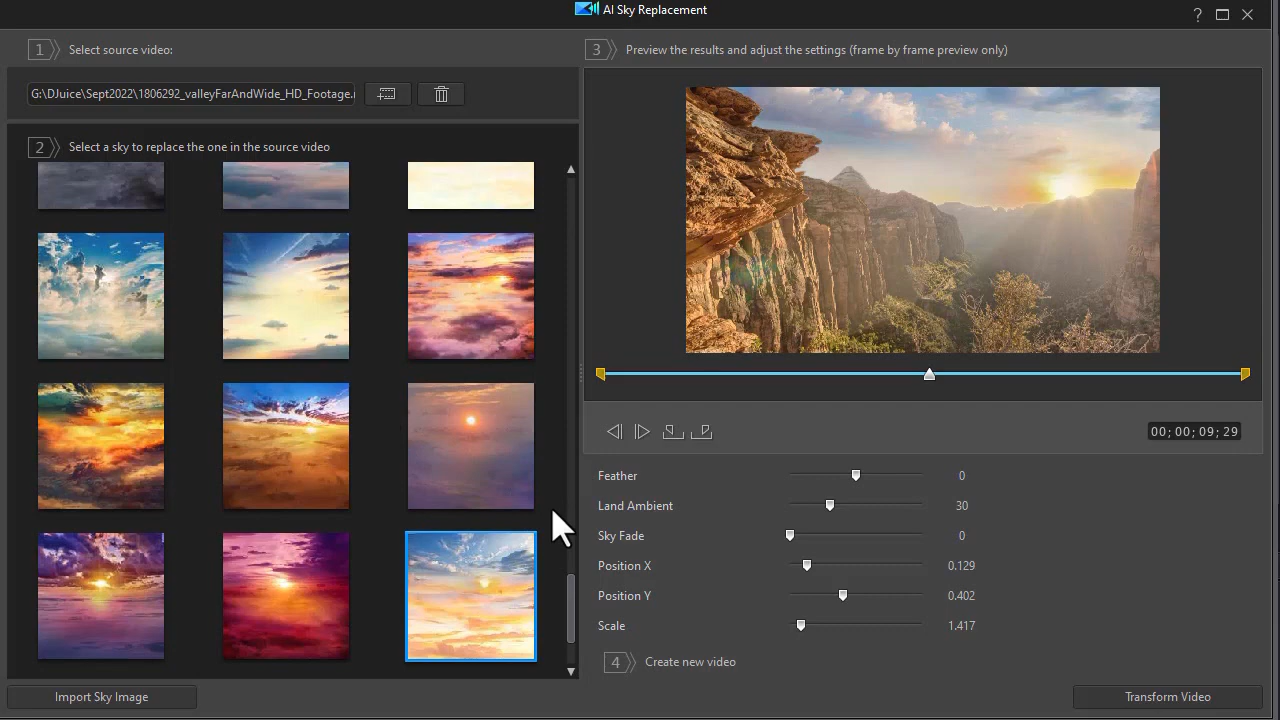 AI Sky Replacement
?
1 Select source video:
G:\DJuice\Sept2022\1806292_valleyFarAndWide_HD_Footage.
2 Select a sky to replace the one in the source video
Import Sky Image
3 Preview the results and adjust the settings (frame by frame preview only)
00; 00; 09; 29
Feather 0
Land Ambient 30
Sky Fade 0
Position X 0.129
Position Y 0.402
Scale 1.417
4 Create new video
Transform Video